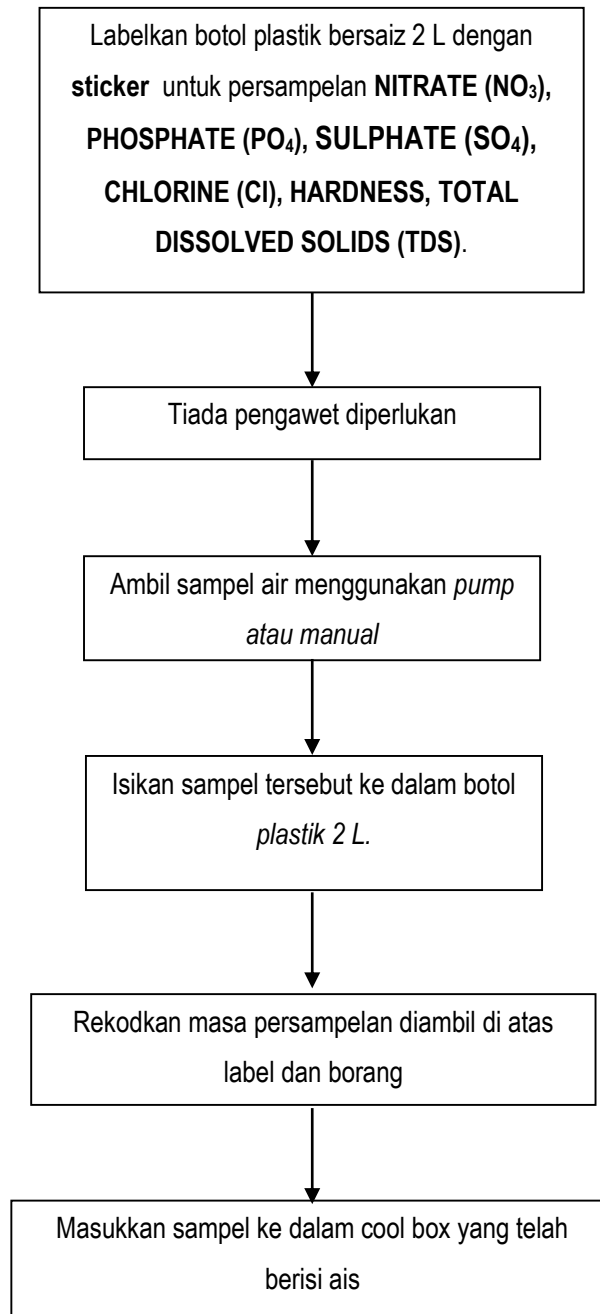 Labelkan botol plastik bersaiz 2 L dengan
sticker untuk persampelan NITRATE (NO₃),
PHOSPHATE (PO₄), SULPHATE (SO₄),
CHLORINE (Cl), HARDNESS, TOTAL
DISSOLVED SOLIDS (TDS).
Tiada pengawet diperlukan
Ambil sampel air menggunakan pump
atau manual
Isikan sampel tersebut ke dalam botol
plastik 2 L.
Rekodkan masa persampelan diambil di atas
label dan borang
Masukkan sampel ke dalam cool box yang telah
berisi ais